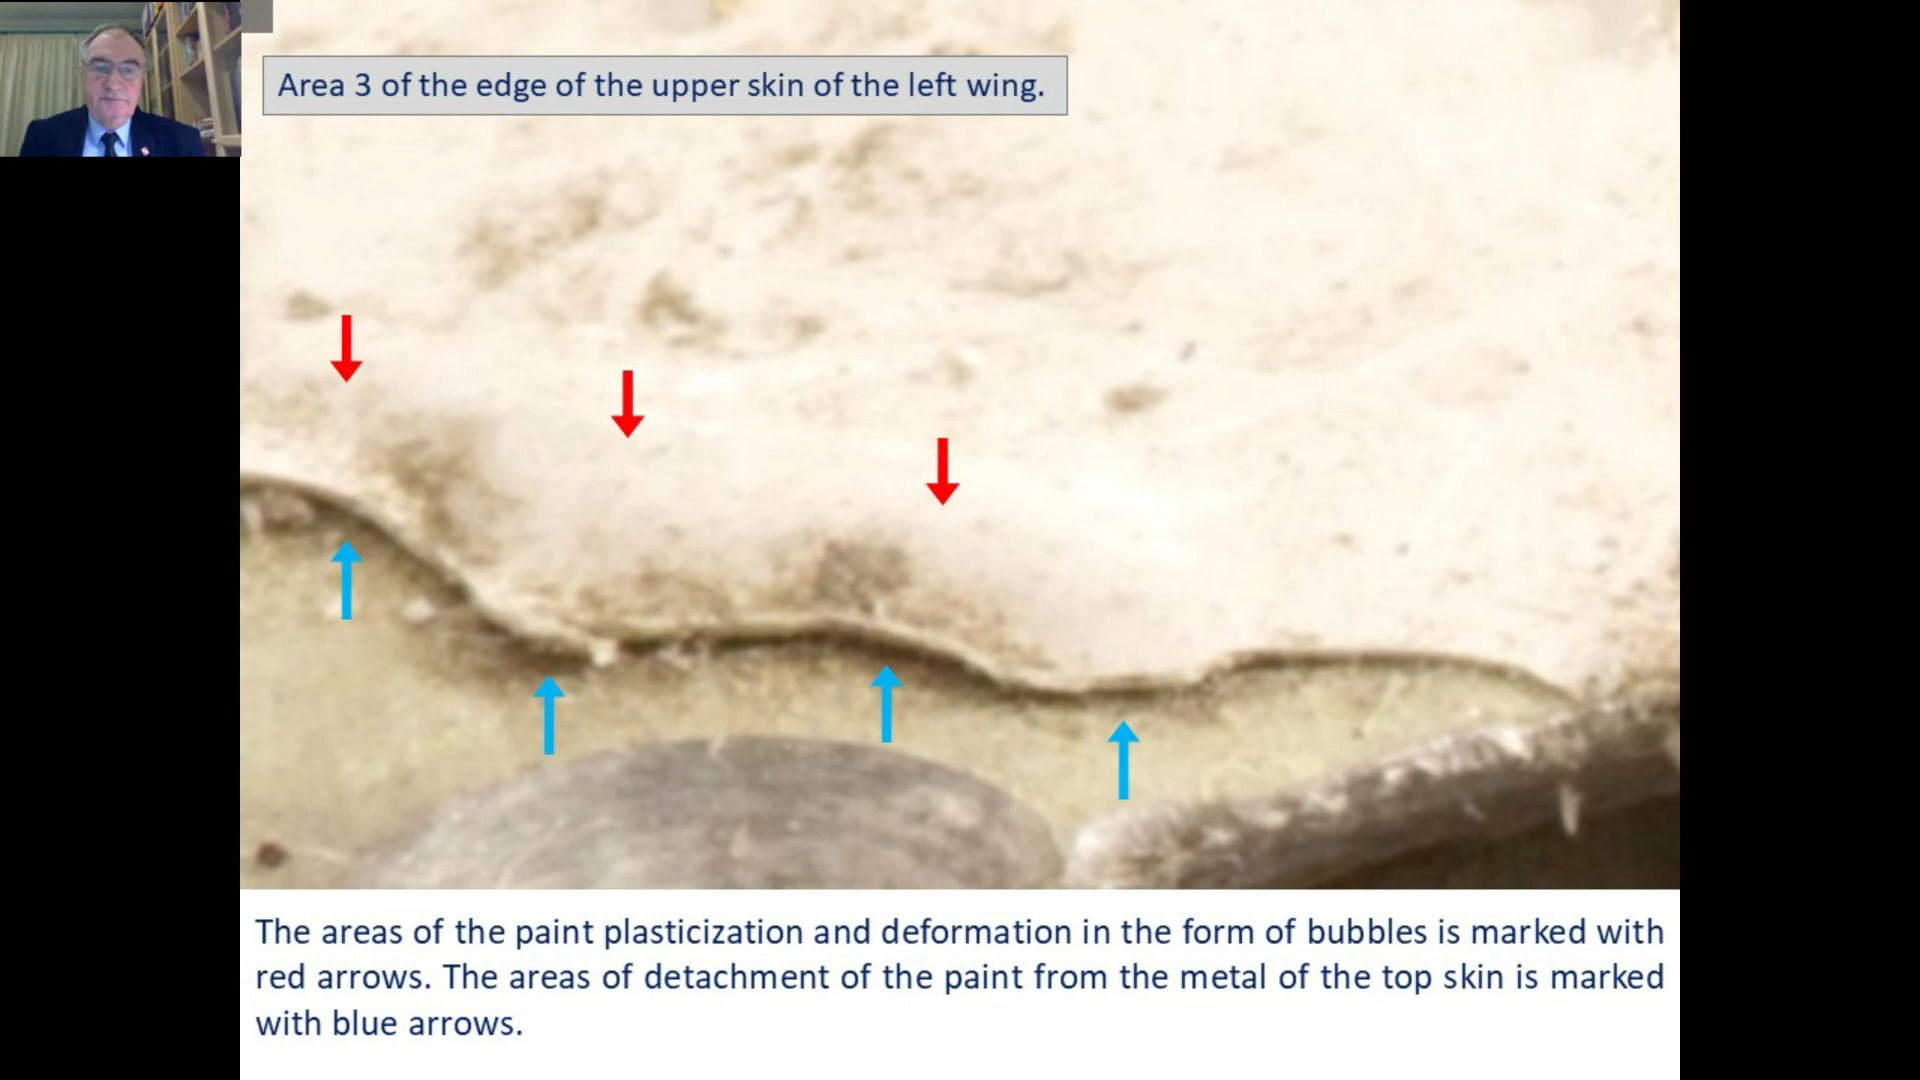 Area 3 of the edge of the upper skin of the left wing.
The areas of the paint plasticization and deformation in the form of bubbles is marked with
red arrows. The areas of detachment of the paint from the metal of the top skin is marked
with blue arrows.